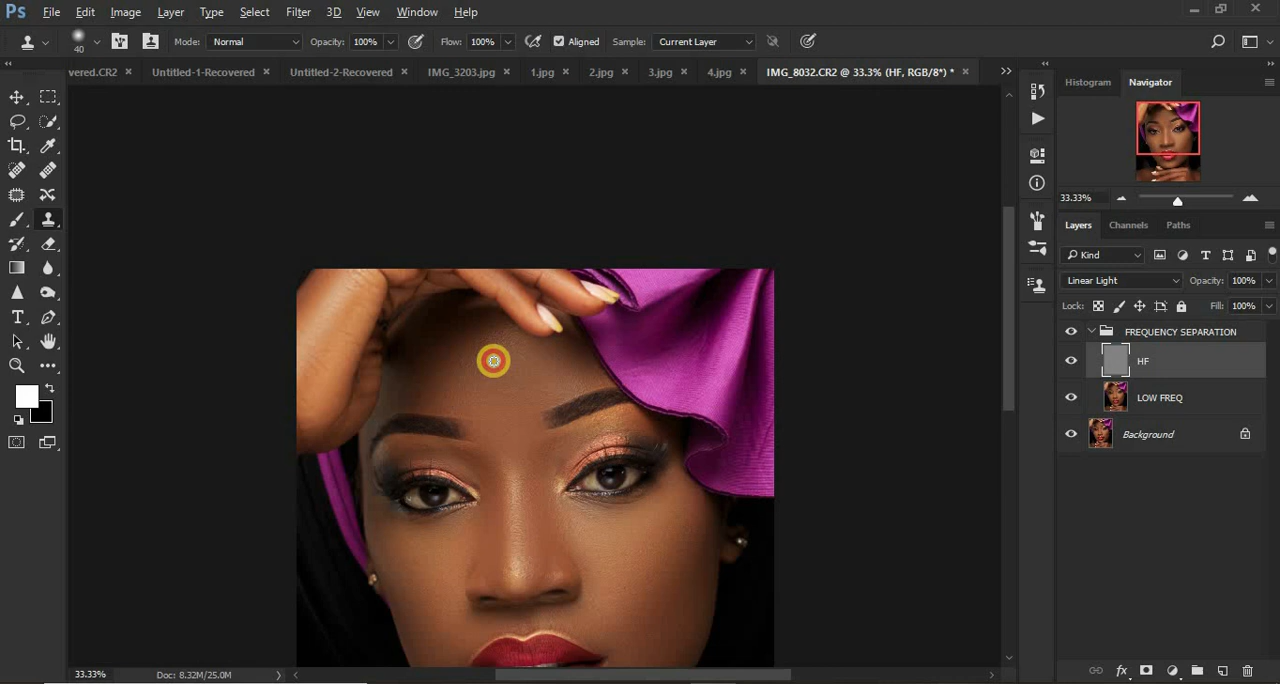 Ps File Edit Image Layer Type Select Filter 3D View Window Help
40 Mode: Normal Opacity: 100% Flow: 100% Aligned Sample: Current Layer
vered.CR2 × Untitled-1-Recovered × Untitled-2-Recovered × IMG_3203.jpg × 1.jpg × 2.jpg × 3.jpg × 4.jpg × IMG_8032.CR2 @ 33.3% (HF, RGB/8*) * ×
Histogram Navigator
33.33%
Layers Channels Paths
Kind
Linear Light Opacity: 100%
Lock: Fill: 100%
FREQUENCY SEPARATION
HF
LOW FREQ
Background
33.33% Doc: 8.32M/25.0M